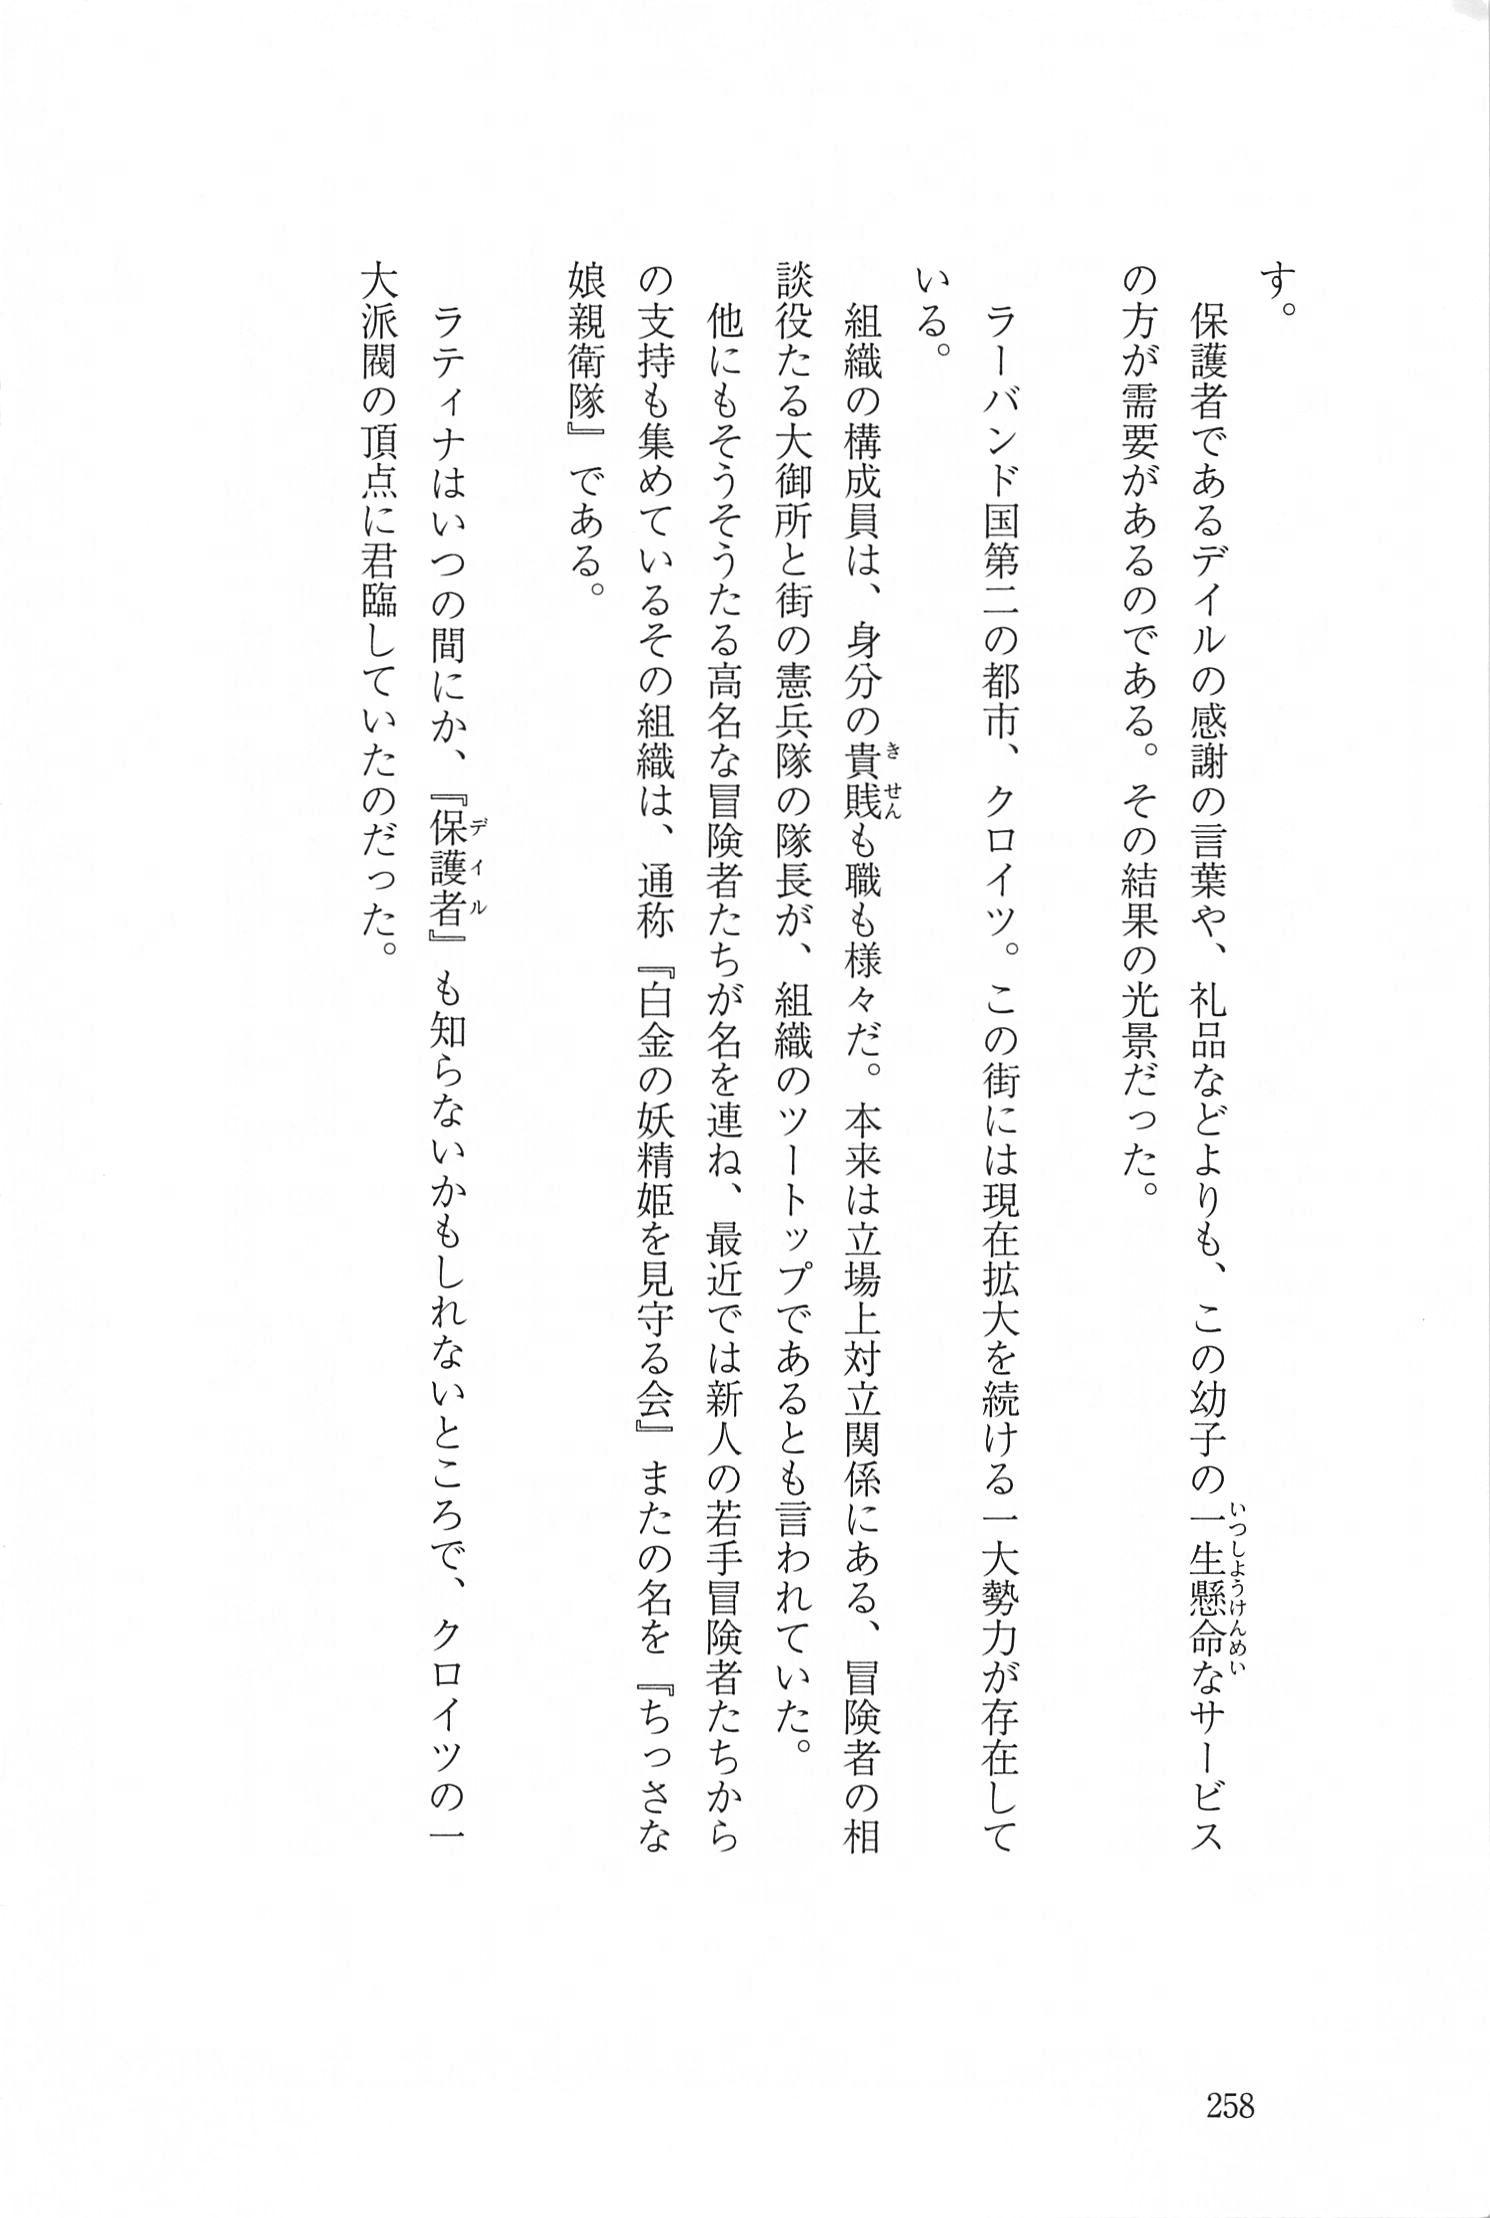 す。
　保護者であるデイルの感謝の言葉や、礼品などよりも、この幼子の一生懸命なサービス
の方が需要があるのである。その結果の光景だった。
　ラーバンド国第二の都市、クロイツ。この街には現在拡大を続ける一大勢力が存在して
いる。
　組織の構成員は、身分の貴賎も職も様々だ。本来は立場上対立関係にある、冒険者の相
談役たる大御所と街の憲兵隊の隊長が、組織のツートップであるとも言われていた。
　他にもそうそうたる高名な冒険者たちが名を連ね、最近では新人の若手冒険者たちから
の支持も集めているその組織は、通称『白金の妖精姫を見守る会』またの名を『ちっさな
娘親衛隊』である。
　ラティナはいつの間にか、『保護者』も知らないかもしれないところで、クロイツの一
大派閥の頂点に君臨していたのだった。
いっしょうけんめい
き せん
デイル
258